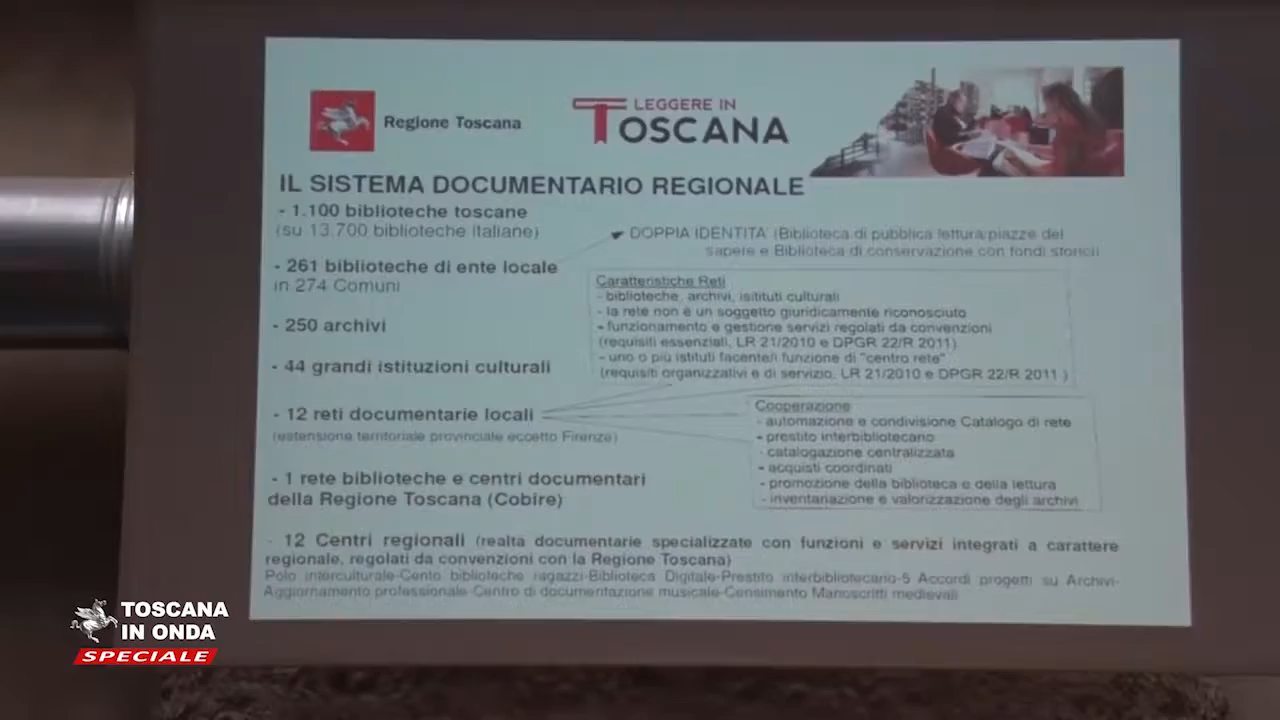 Regione Toscana
LEGGERE IN
TOSCANA
IL SISTEMA DOCUMENTARIO REGIONALE
- 1.100 biblioteche toscane
(su 13.700 biblioteche italiane)
DOPPIA IDENTITA' (Biblioteca di pubblica lettura/piazze del
sapere e Biblioteca di conservazione con fondi storici)
- 261 biblioteche di ente locale
in 274 Comuni
- 250 archivi
- 44 grandi istituzioni culturali
Caratteristiche Reti
- biblioteche, archivi, isitituti culturali
- la rete non è un soggetto giuridicamente riconosciuto
- funzionamento e gestione servizi regolati da convenzioni
(requisiti essenziali, LR 21/2010 e DPGR 22/R 2011)
- uno o più istituti facente/i funzione di "centro rete"
(requisiti organizzativi e di servizio, LR 21/2010 e DPGR 22/R 2011 )
- 12 reti documentarie locali
(estensione territoriale provinciale eccetto Firenze)
Cooperazione
- automazione e condivisione Catalogo di rete
- prestito interbibliotecario
- catalogazione centralizzata
- acquisti coordinati
- promozione della biblioteca e della lettura
- inventariazione e valorizzazione degli archivi
- 1 rete biblioteche e centri documentari
della Regione Toscana (Cobire)
- 12 Centri regionali (realta documentarie specializzate con funzioni e servizi integrati a carattere
regionale, regolati da convenzioni con la Regione Toscana)
Polo interculturale-Cento biblioteche ragazzi-Biblioteca Digitale-Prestito interbibliotecario-5 Accordi progetti su Archivi-
Aggiornamento professionale-Centro di documentazione musicale-Censimento Manoscritti medievali
TOSCANA
IN ONDA
SPECIALE